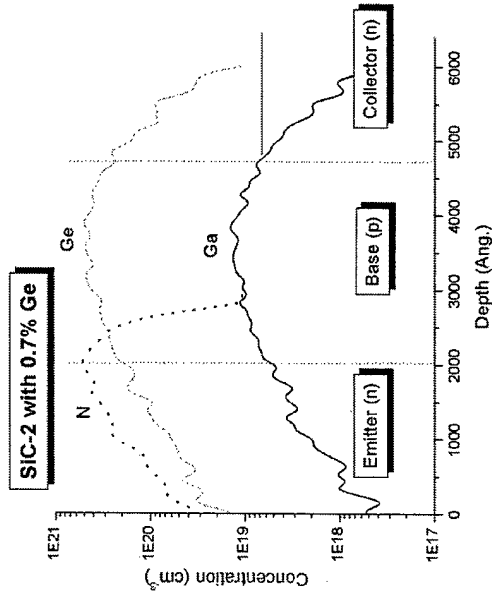 SiC-2 with 0.7% Ge
1E21
1E20
1E19
1E18
1E17
Concentration (cm⁻³)
N
Ge
Ga
Emitter (n)
Base (p)
Collector (n)
0
1000
2000
3000
4000
5000
6000
Depth (Ang.)